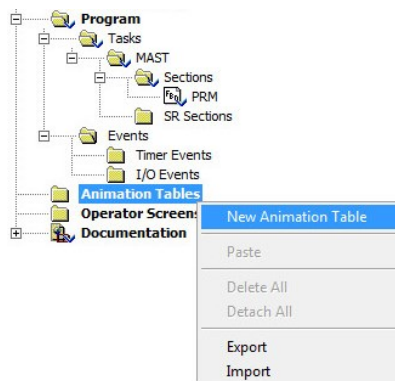 Program
Tasks
MAST
Sections
FBD PRM
SR Sections
Events
Timer Events
I/O Events
Animation Tables
Operator Screens
Documentation
New Animation Table
Paste
Delete All
Detach All
Export
Import